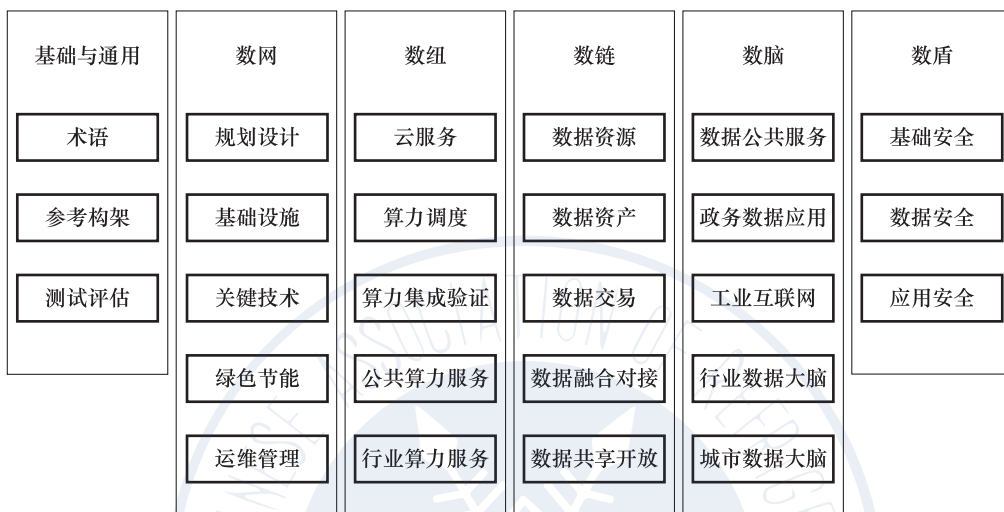 基础与通用
术语
参考构架
测试评估
数网
规划设计
基础设施
关键技术
绿色节能
运维管理
数纽
云服务
算力调度
算力集成验证
公共算力服务
行业算力服务
数链
数据资源
数据资产
数据交易
数据融合对接
数据共享开放
数脑
数据公共服务
政务数据应用
工业互联网
行业数据大脑
城市数据大脑
数盾
基础安全
数据安全
应用安全